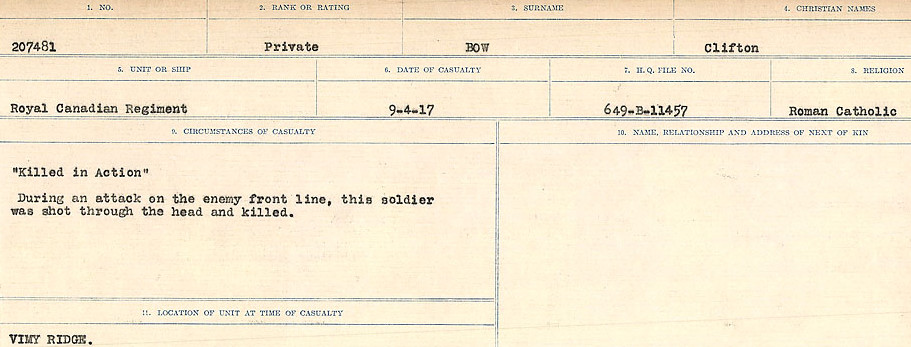 1. NO. 2. RANK OR RATING 3. SURNAME 4. CHRISTIAN NAMES
207481 Private BOW Clifton
5. UNIT OR SHIP 6. DATE OF CASUALTY 7. H.Q. FILE NO. 8. RELIGION
Royal Canadian Regiment 9-4-17 649-B-11457 Roman Catholic
9. CIRCUMSTANCES OF CASUALTY 10. NAME, RELATIONSHIP AND ADDRESS OF NEXT OF KIN
"Killed in Action"
During an attack on the enemy front line, this soldier
was shot through the head and killed.
11. LOCATION OF UNIT AT TIME OF CASUALTY
VIMY RIDGE.